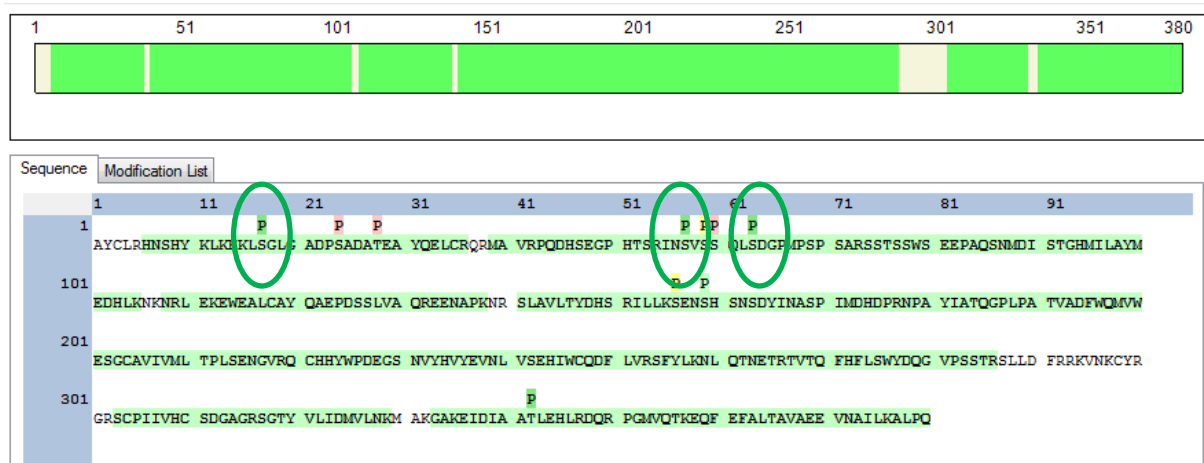 1 51 101 151 201 251 301 351 380
Sequence Modification List
1 11 21 31 41 51 61 71 81 91
1 P P P P P P P
AYCLRHNSHY KLKEKLSGLG ADPSADATEA YQELCRQRMA VRPQDHSEGP HTSRINSVSS QLSDGPMPSP SARSSTSSWS EEPAQSNMDI STGHMILAYM
101 P P
EDHLKNKNRL EKEWEALCAY QAEPDSSLVA QREENAPKNR SLAVLTYDHS RILLKSENSH SNSDYINASP IMDHDPRNPA YIATQGPLPA TVADFWQMVW
201
ESGCAVIVML TPLSENGVRQ CHHYWPDEGS NVYHVYEVNL VSEHIWCQDF LVRSFYLKNL QTNETRTVTQ FHFLSWYDQG VPSSTRSLLD FRRKVNKCYR
301 P
GRSCPIIVHC SDGAGRSGTY VLIDMVLNKM AKGAKEIDIA ATLEHLRDQR PGMVQTKEQF EFALTAVAEE VNAILKALPQ